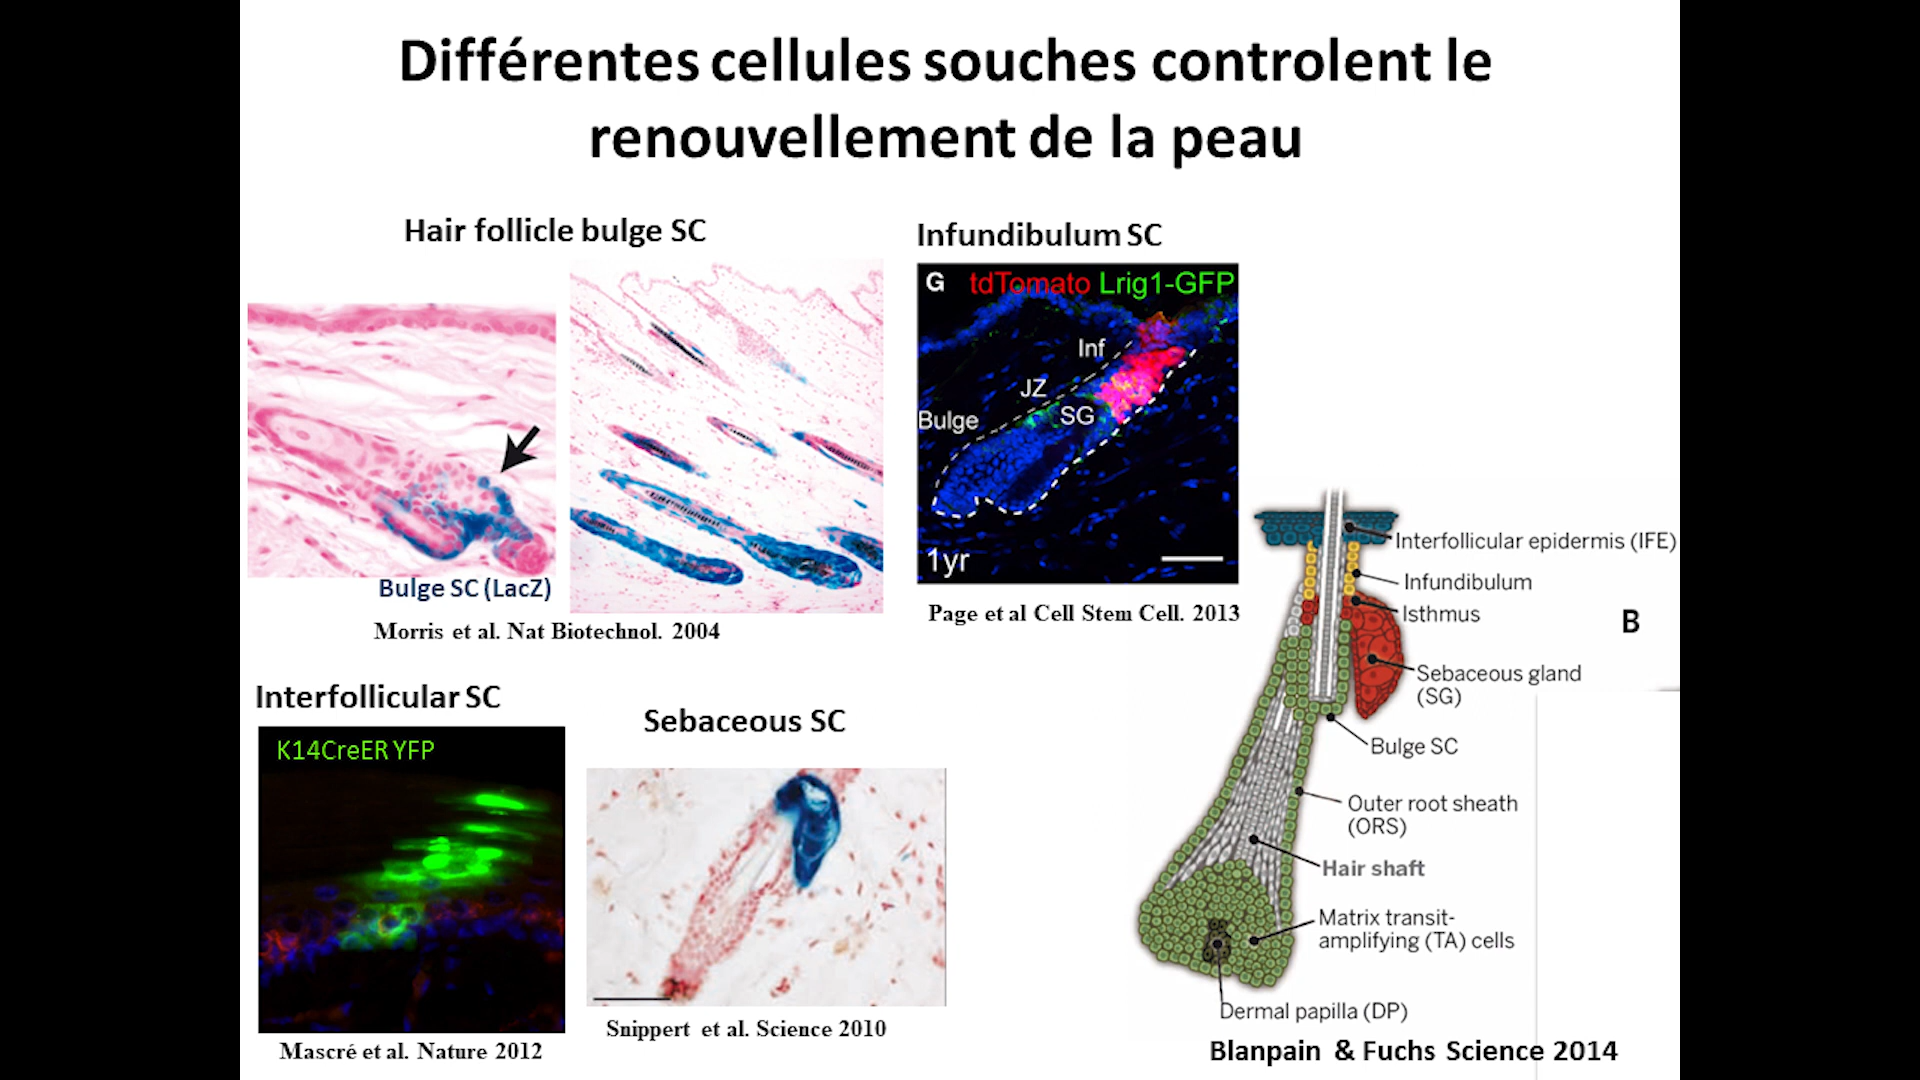 Différentes cellules souches controlent le
renouvellement de la peau
Hair follicle bulge SC
Bulge SC (LacZ)
Morris et al. Nat Biotechnol. 2004
Infundibulum SC
G tdTomato Lrig1-GFP
Inf
JZ
SG
Bulge
1yr
Page et al Cell Stem Cell. 2013
Interfollicular SC
K14CreER YFP
Mascré et al. Nature 2012
Sebaceous SC
Snippert et al. Science 2010
Interfollicular epidermis (IFE)
Infundibulum
Isthmus
B
Sebaceous gland
(SG)
Bulge SC
Outer root sheath
(ORS)
Hair shaft
Matrix transit-
amplifying (TA) cells
Dermal papilla (DP)
Blanpain & Fuchs Science 2014